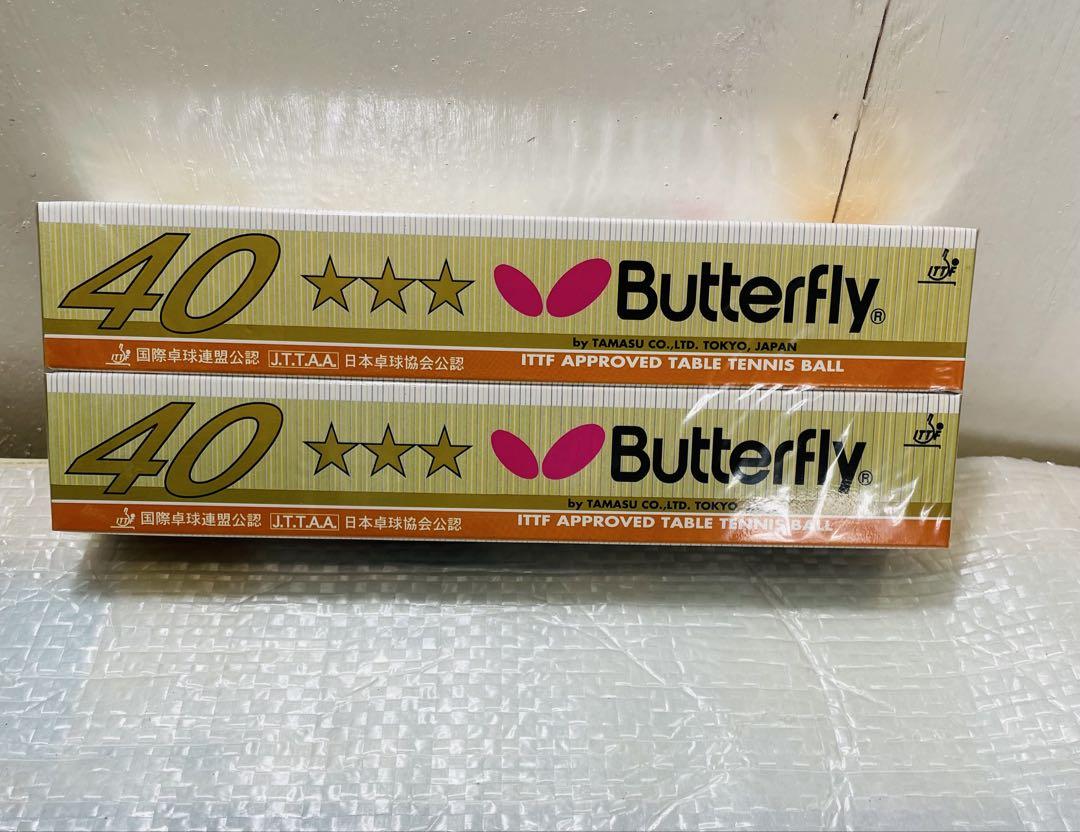 40 ★★★ Butterfly®
ITTF
by TAMASU CO.,LTD. TOKYO, JAPAN
ITTF 国際卓球連盟公認 J.T.T.A.A. 日本卓球協会公認 ITTF APPROVED TABLE TENNIS BALL
40 ★★★ Butterfly®
ITTF
by TAMASU CO.,LTD. TOKYO,
ITTF 国際卓球連盟公認 J.T.T.A.A. 日本卓球協会公認 ITTF APPROVED TABLE TENNIS BALL